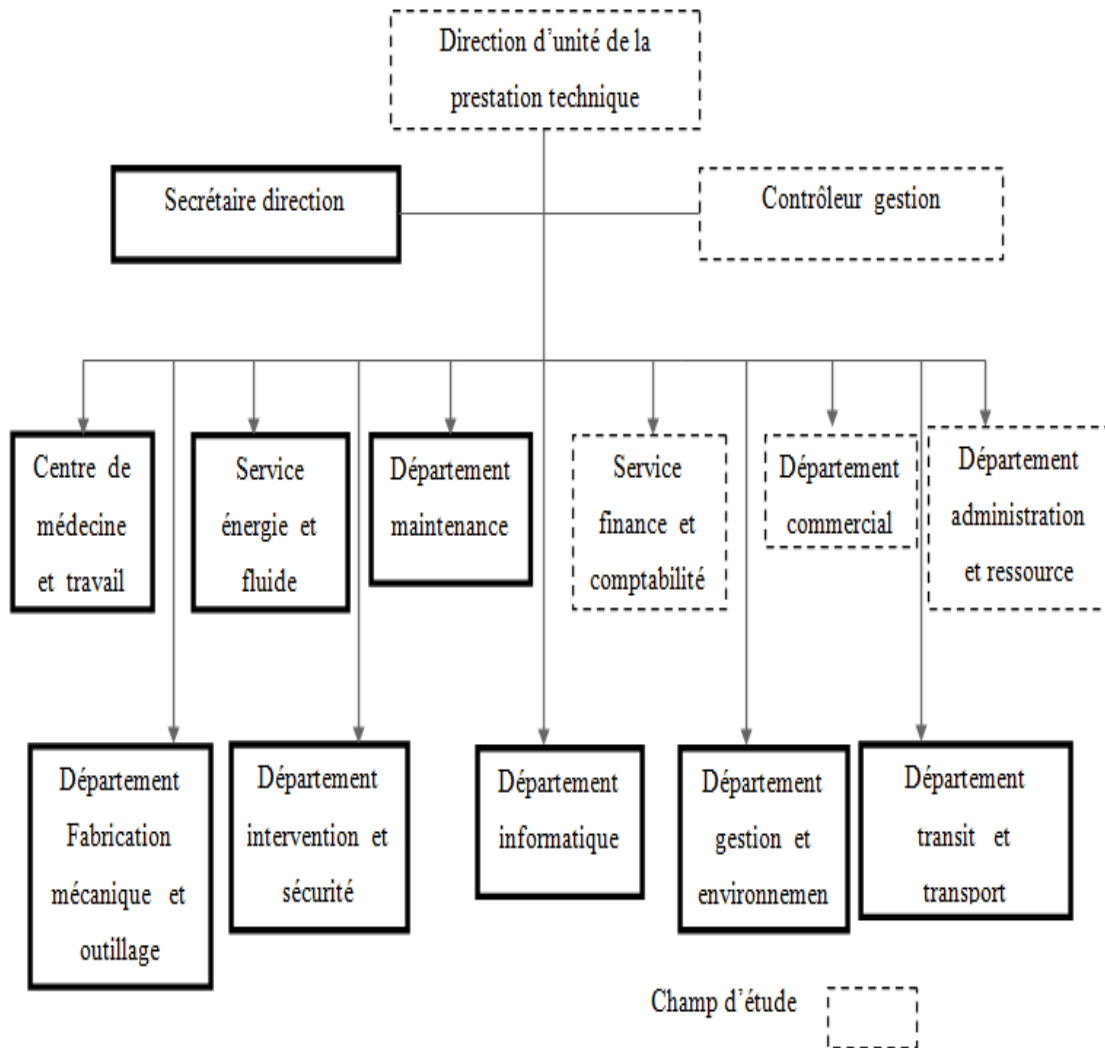 Direction d'unité de la
prestation technique
Secrétaire direction
Contrôleur gestion
Centre de
médecine
et travail
Service
énergie et
fluide
Département
maintenance
Service
finance et
comptabilité
Département
commercial
Département
administration
et ressource
Département
Fabrication
mécanique et
outillage
Département
intervention et
sécurité
Département
informatique
Département
gestion et
environnemen
Département
transit et
transport
Champ d'étude